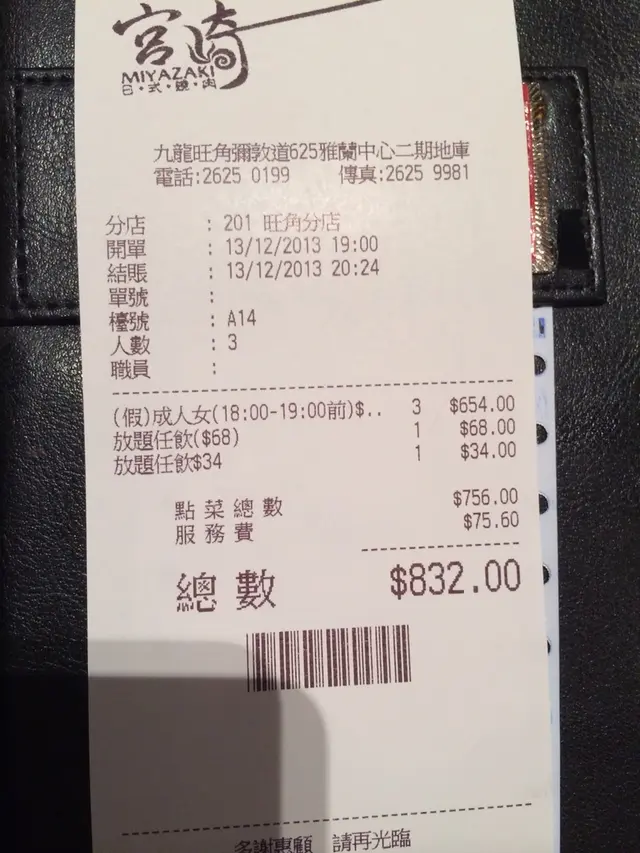 宮崎
MIYAZAKI
日·式·燒·肉
九龍旺角彌敦道625雅蘭中心二期地庫
電話:2625 0199 傳真:2625 9981
分店 : 201 旺角分店
開單 : 13/12/2013 19:00
結賬 : 13/12/2013 20:24
單號 :
檯號 : A14
人數 : 3
職員 :
(假)成人女(18:00-19:00前)$.. 3 $654.00
放題任飲($68) 1 $68.00
放題任飲$34 1 $34.00
點菜總數 $756.00
服務費 $75.60
總數 $832.00
多謝惠顧 請再光臨